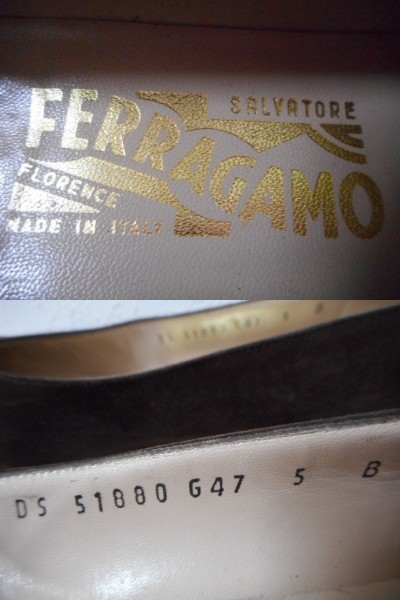 SALVATORE
FERRAGAMO
FLORENCE
MADE IN ITALY
DS 51880 G47 5 B